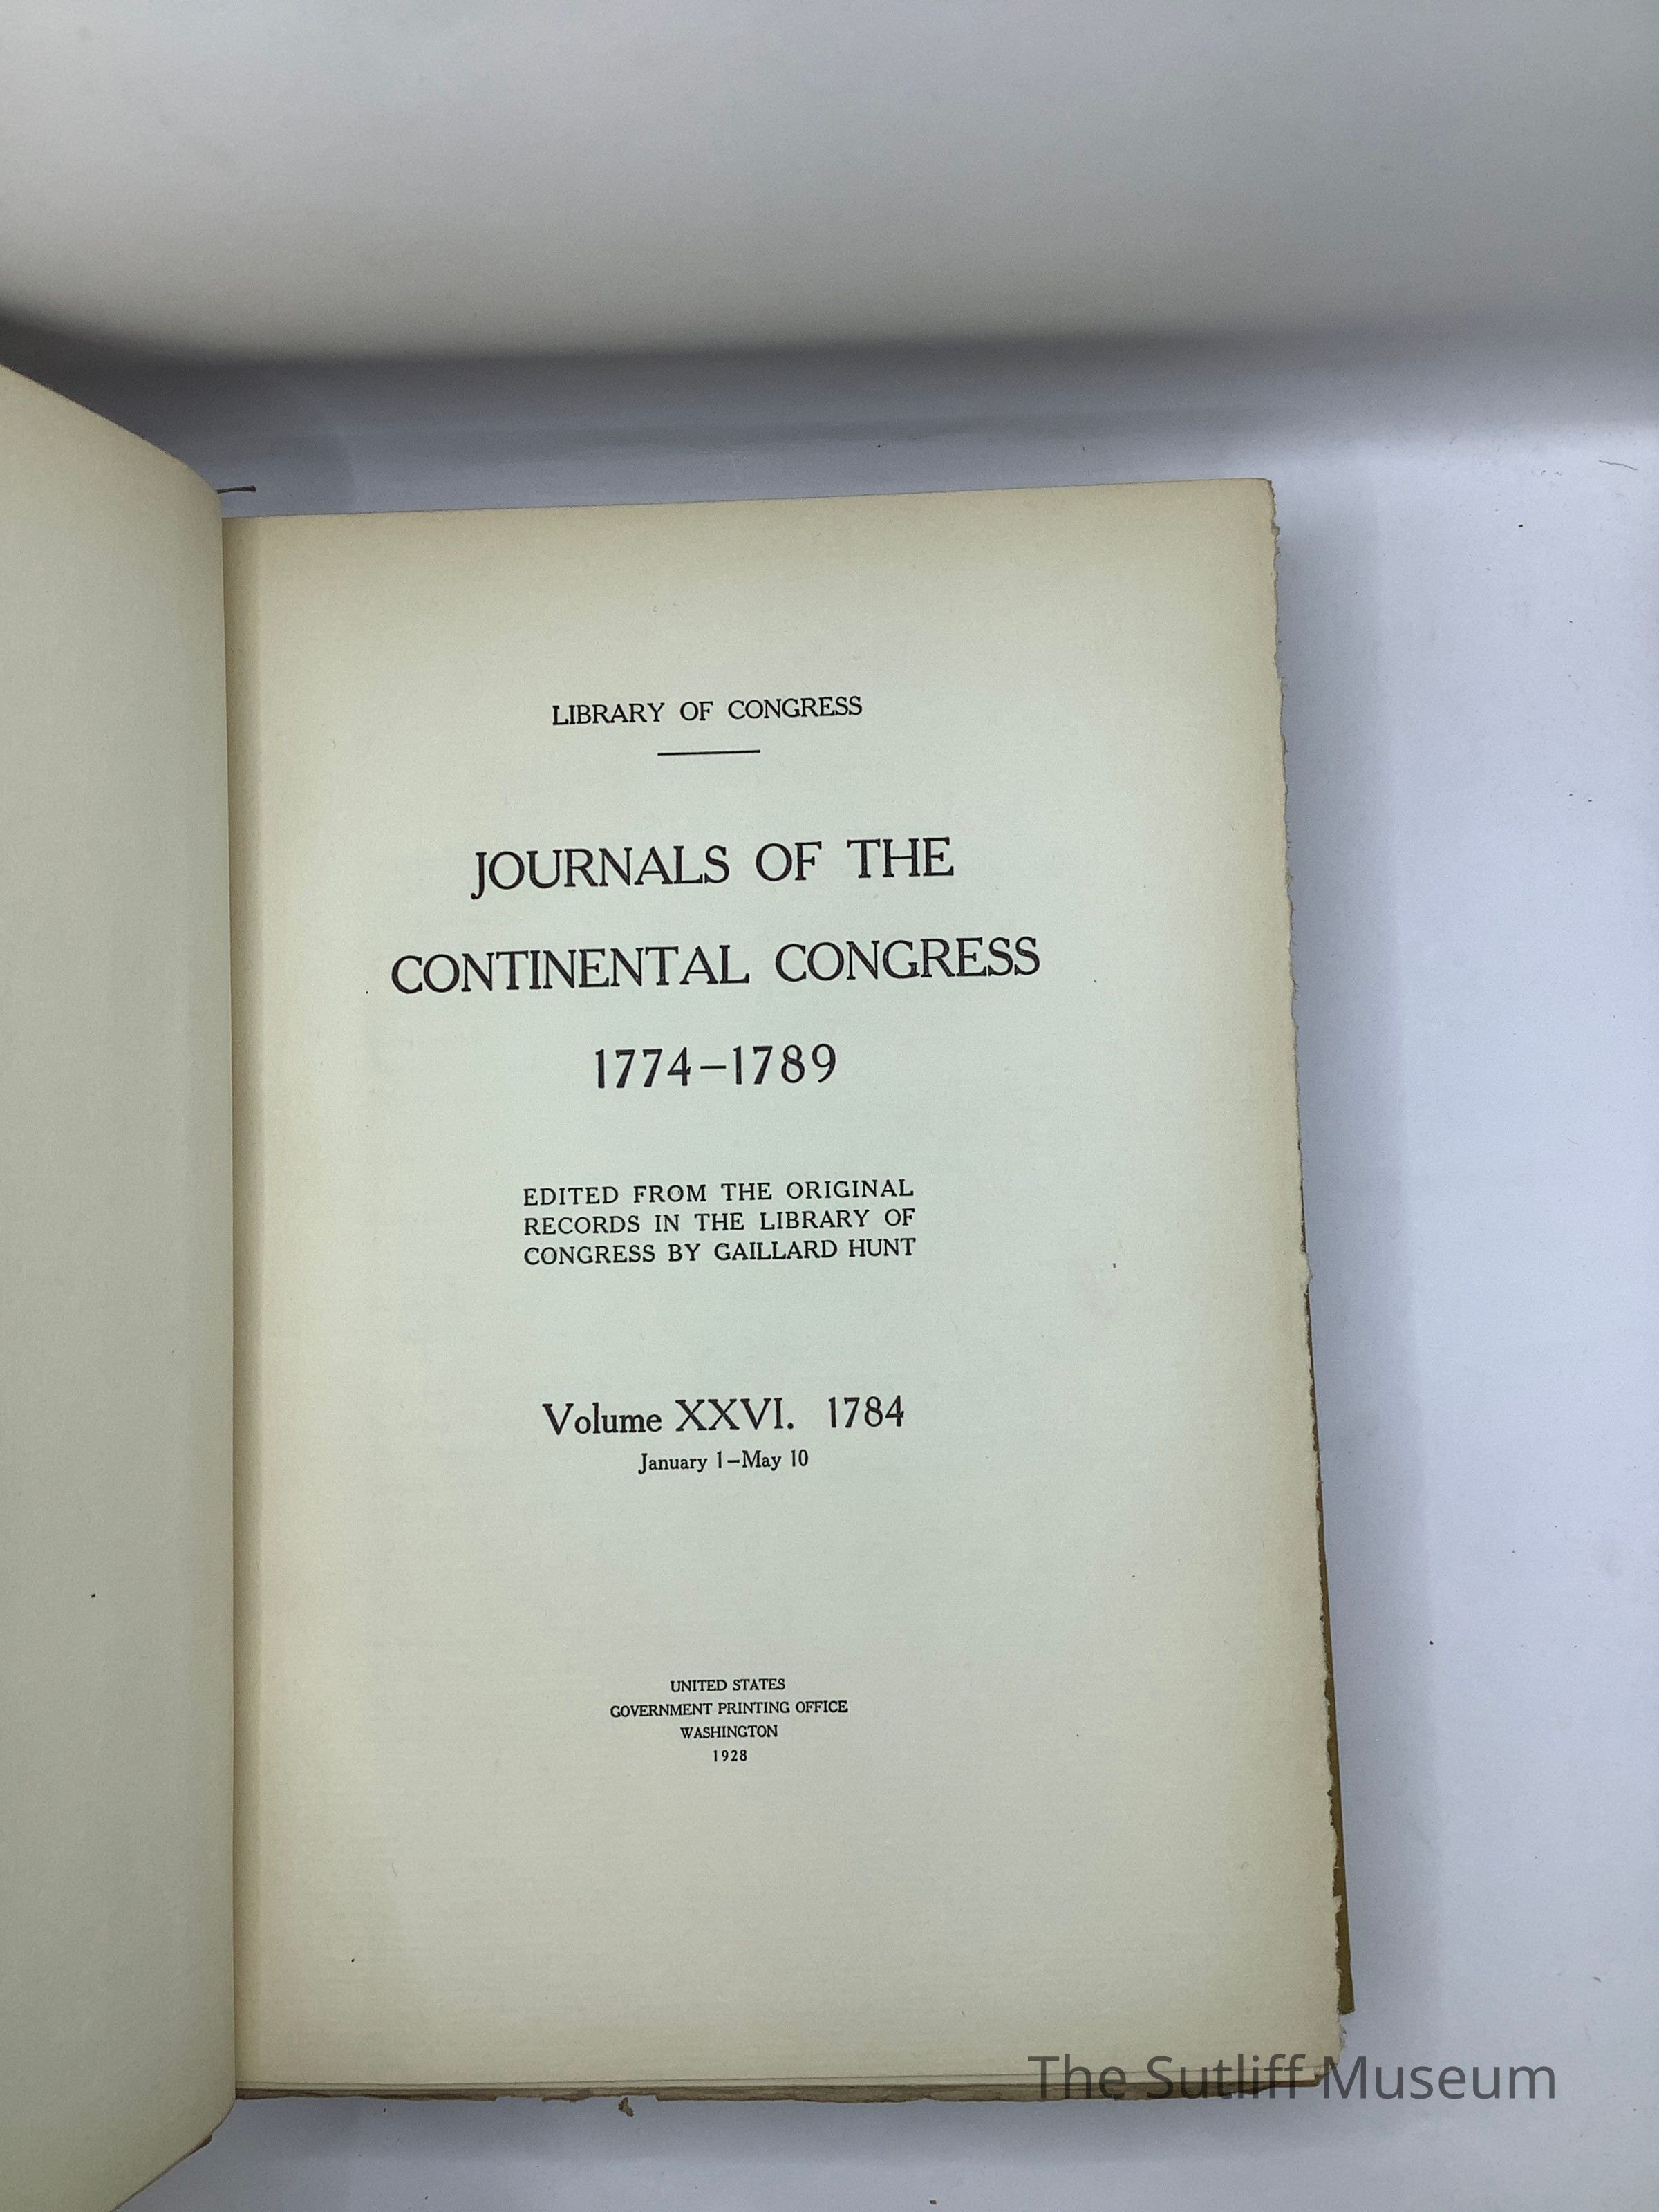 LIBRARY OF CONGRESS
JOURNALS OF THE
CONTINENTAL CONGRESS
1774–1789
EDITED FROM THE ORIGINAL
RECORDS IN THE LIBRARY OF
CONGRESS BY GAILLARD HUNT
Volume XXVI. 1784
January 1–May 10
UNITED STATES
GOVERNMENT PRINTING OFFICE
WASHINGTON
1928
The Sutliff Museum